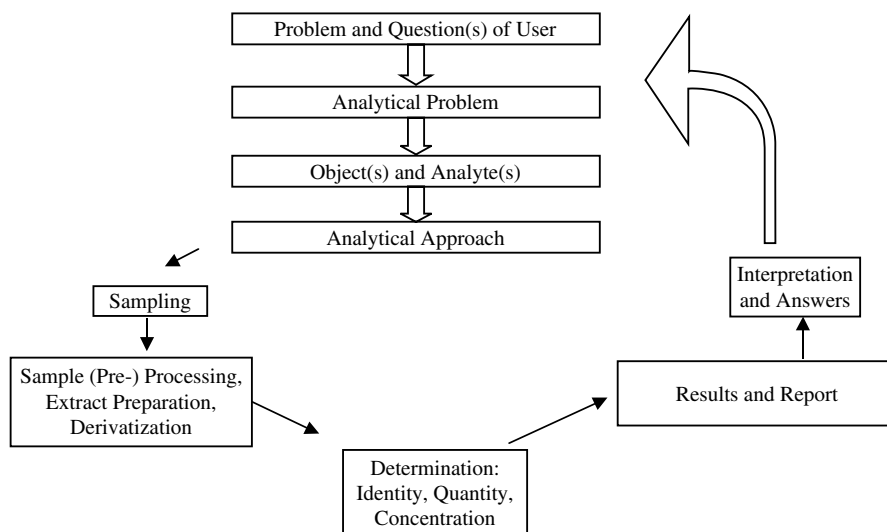 Problem and Question(s) of User
Analytical Problem
Object(s) and Analyte(s)
Analytical Approach
Sampling
Sample (Pre-) Processing,
Extract Preparation,
Derivatization
Determination:
Identity, Quantity,
Concentration
Results and Report
Interpretation
and Answers